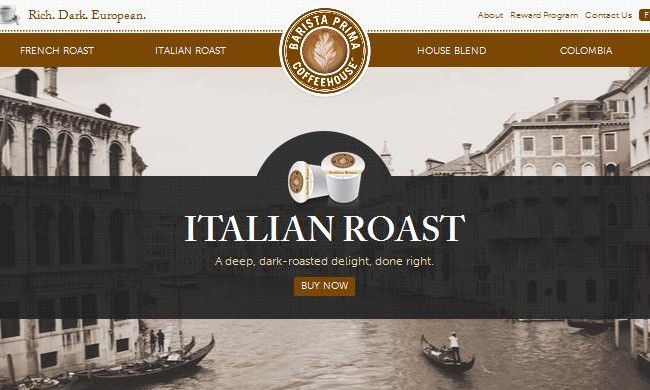 Rich. Dark. European.
About Reward Program Contact Us
FRENCH ROAST ITALIAN ROAST HOUSE BLEND COLOMBIA
BARISTA PRIMA
COFFEEHOUSE
ITALIAN ROAST
A deep, dark-roasted delight, done right.
BUY NOW